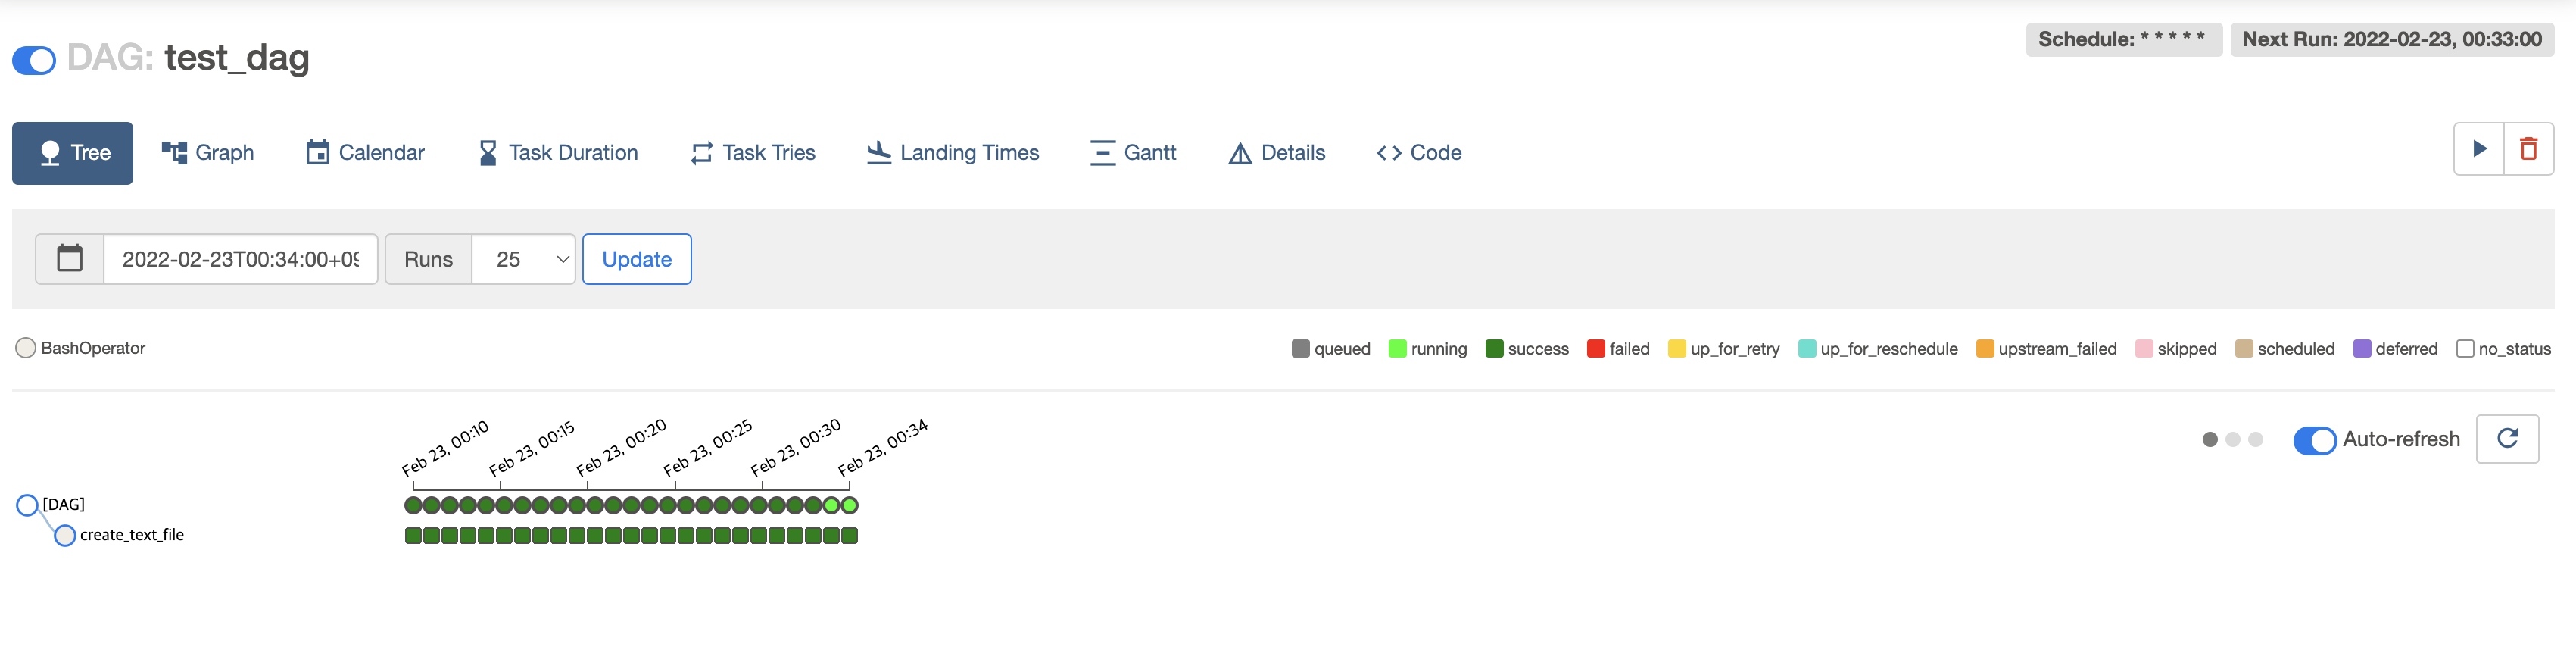 DAG: test_dag
Schedule: * * * * *
Next Run: 2022-02-23, 00:33:00
Tree
Graph
Calendar
Task Duration
Task Tries
Landing Times
Gantt
Details
Code
2022-02-23T00:34:00+09
Runs
25
Update
BashOperator
queued
running
success
failed
up_for_retry
up_for_reschedule
upstream_failed
skipped
scheduled
deferred
no_status
Feb 23, 00:10
Feb 23, 00:15
Feb 23, 00:20
Feb 23, 00:25
Feb 23, 00:30
Feb 23, 00:34
Auto-refresh
[DAG]
create_text_file